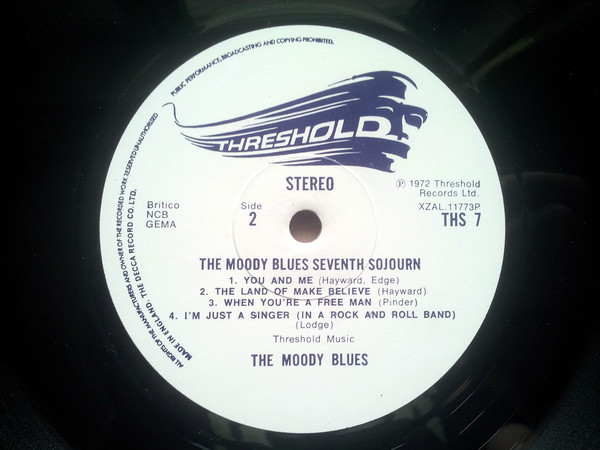 PUBLIC PERFORMANCE, BROADCASTING AND COPYING PROHIBITED.
ALL RIGHTS OF THE MANUFACTURERS AND OWNER OF THE RECORDED WORK RESERVED UNAUTHORISED
MADE IN ENGLAND, THE DECCA RECORD CO. LTD.
THRESHOLD
STEREO
℗ 1972 Threshold
Records Ltd.
Britico
NCB
GEMA
Side
2
XZAL.11773P
THS 7
THE MOODY BLUES SEVENTH SOJOURN
1. YOU AND ME (Hayward, Edge)
2. THE LAND OF MAKE BELIEVE (Hayward)
3. WHEN YOU'RE A FREE MAN (Pinder)
4. I'M JUST A SINGER (IN A ROCK AND ROLL BAND)
(Lodge)
Threshold Music
THE MOODY BLUES